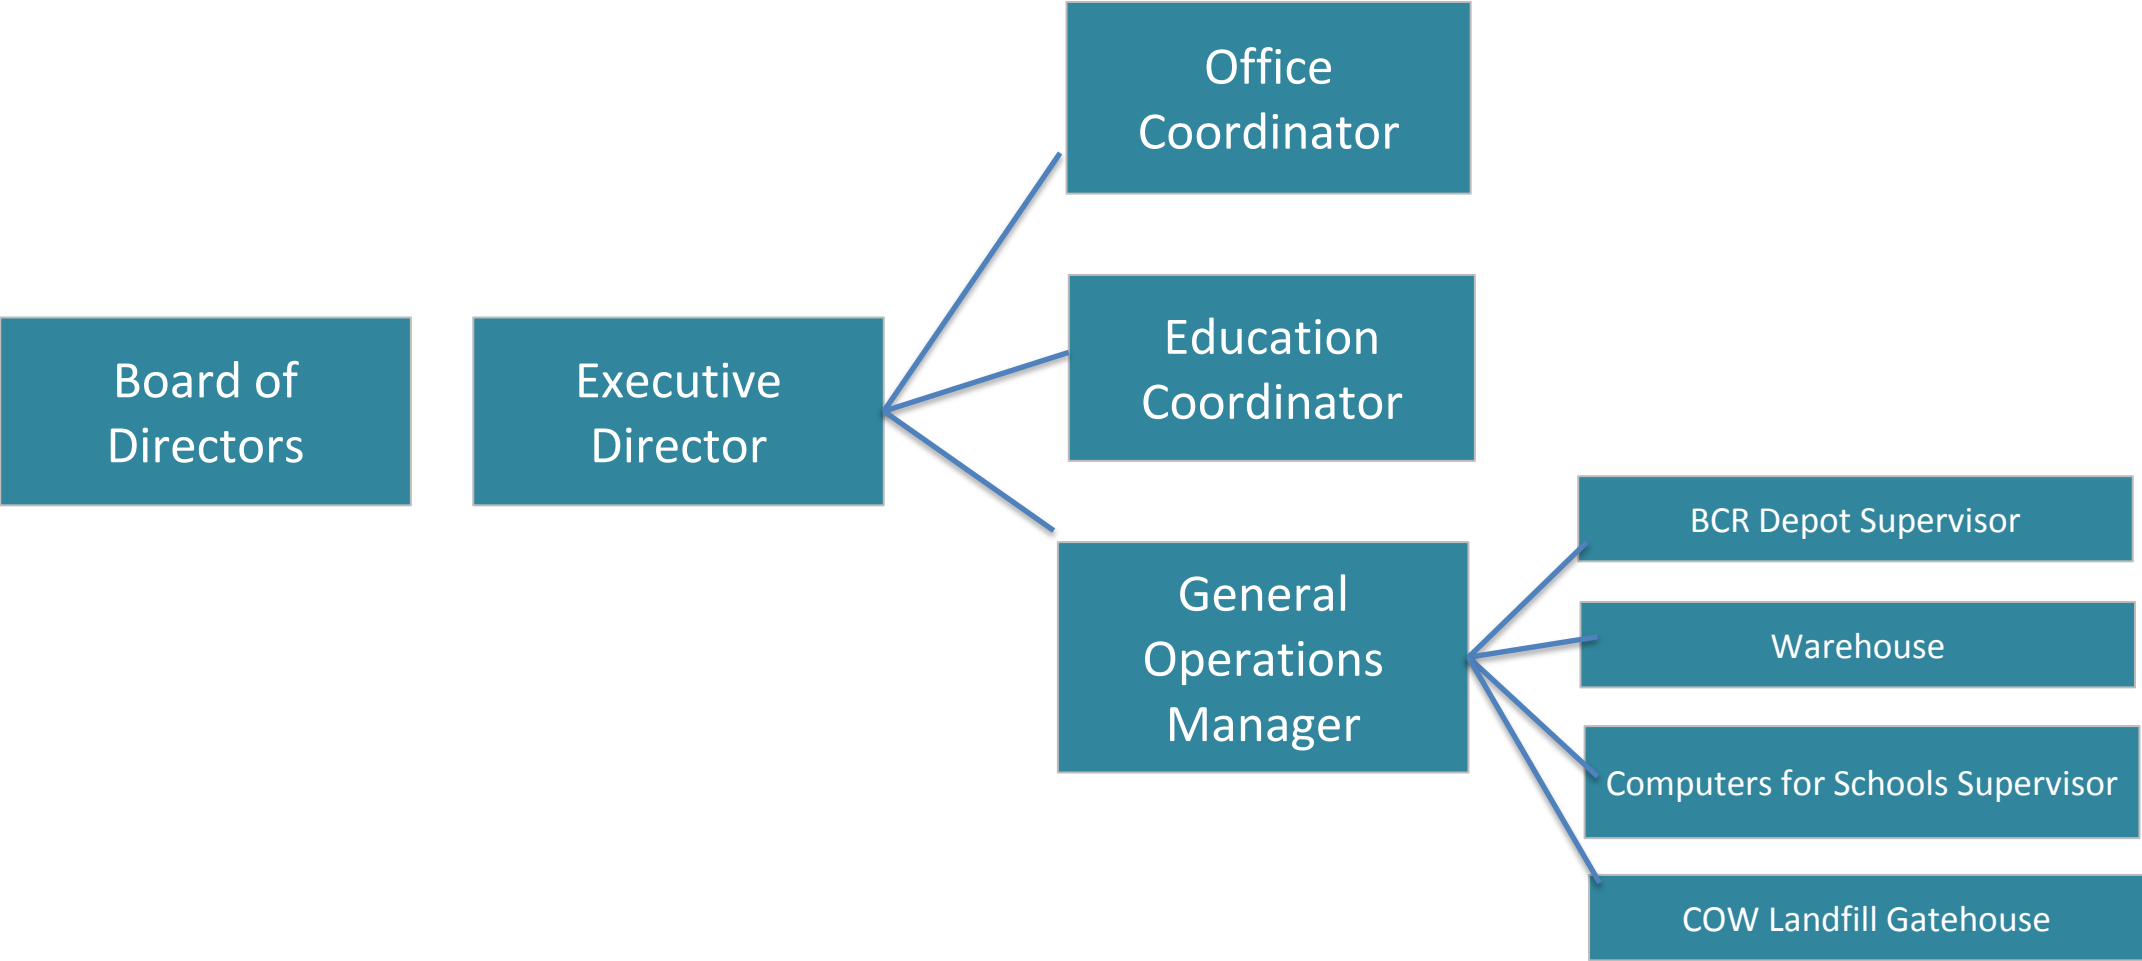 Office
Coordinator
Education
Coordinator
Board of
Directors
Executive
Director
General
Operations
Manager
BCR Depot Supervisor
Warehouse
Computers for Schools Supervisor
COW Landfill Gatehouse